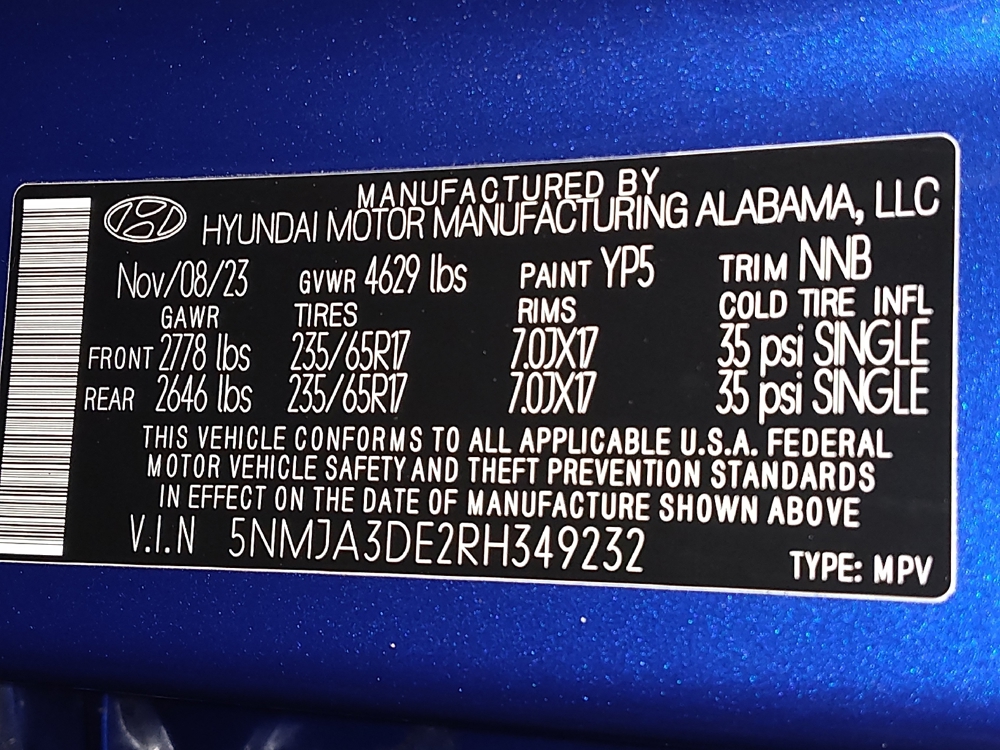 MANUFACTURED BY
HYUNDAI MOTOR MANUFACTURING ALABAMA, LLC
Nov/08/23 GVWR 4629 lbs PAINT YP5 TRIM NNB
GAWR TIRES RIMS COLD TIRE INFL
FRONT 2778 lbs 235/65R17 7.0JX17 35 psi SINGLE
REAR 2646 lbs 235/65R17 7.0JX17 35 psi SINGLE
THIS VEHICLE CONFORMS TO ALL APPLICABLE U.S.A. FEDERAL
MOTOR VEHICLE SAFETY AND THEFT PREVENTION STANDARDS
IN EFFECT ON THE DATE OF MANUFACTURE SHOWN ABOVE
V.I.N 5NMJA3DE2RH349232
TYPE: MPV